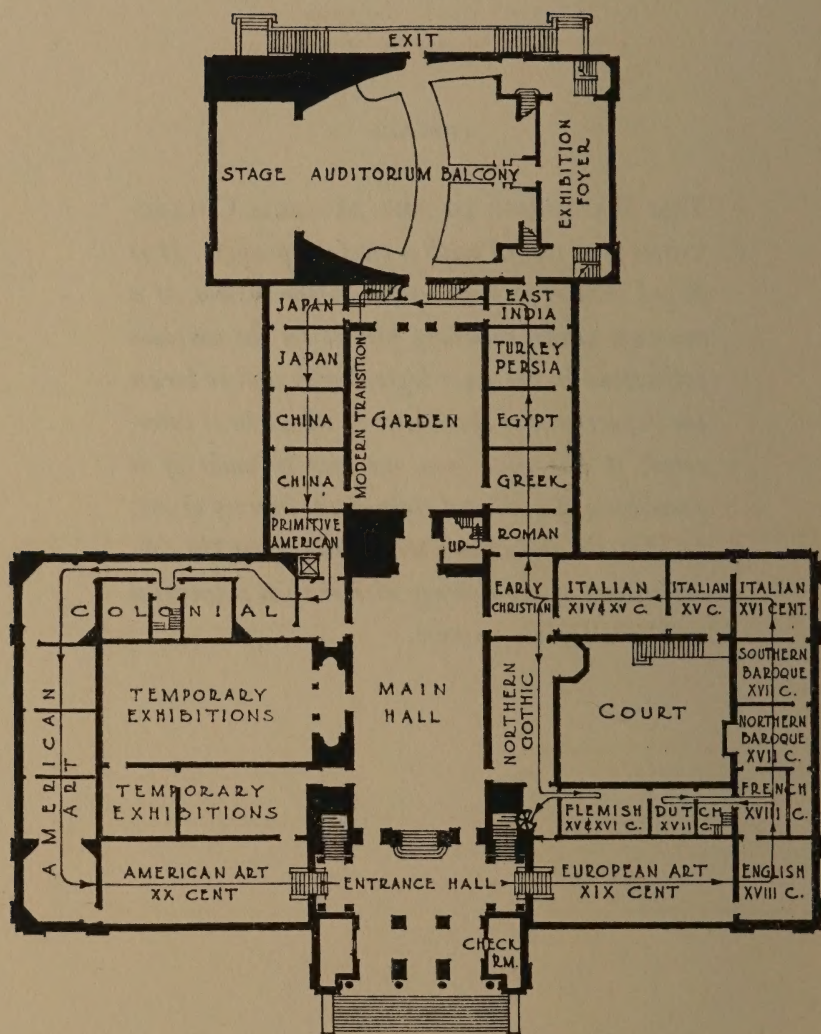 EXIT
STAGE AUDITORIUM BALCONY
EXHIBITION
FOYER
JAPAN
EAST
INDIA
JAPAN
TURKEY
PERSIA
MODERN TRANSITION
CHINA
GARDEN
EGYPT
CHINA
GREEK
PRIMITIVE
AMERICAN
UP
ROMAN
COLONIAL
EARLY
CHRISTIAN
ITALIAN
XIV & XV C.
ITALIAN
XV C.
ITALIAN
XVI CENT.
TEMPORARY
EXHIBITIONS
MAIN
HALL
NORTHERN
GOTHIC
COURT
SOUTHERN
BAROQUE
XVII C.
NORTHERN
BAROQUE
XVII C.
AMERICAN
ART
TEMPORARY
EXHIBITIONS
FLEMISH
XV & XVI C.
DUTCH
XVII C.
FRENCH
XVIII C.
AMERICAN ART
XX CENT
ENTRANCE HALL
EUROPEAN ART
XIX CENT
ENGLISH
XVIII C.
CHECK
RM.